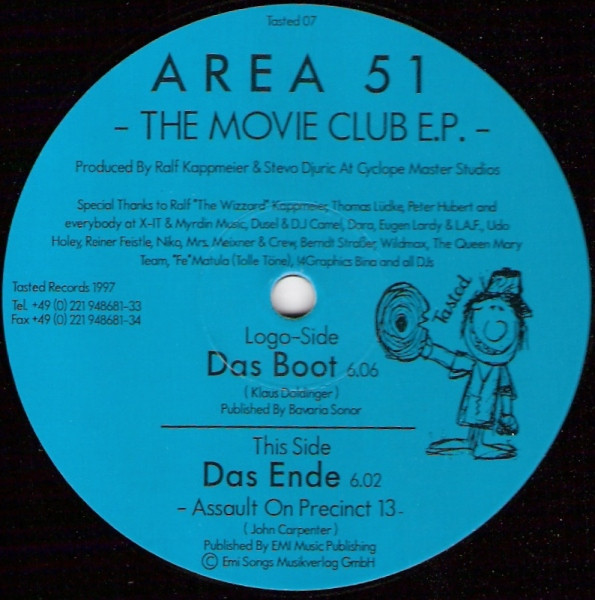 Tasted 07
AREA 51
- THE MOVIE CLUB E.P. -
Produced By Ralf Kappmeier & Stevo Djuric At Cyclope Master Studios
Special Thanks to Ralf "The Wizzard" Kappmeier, Thomas Lüdke, Peter Hubert and
everybody at X-IT & Myrdin Music, Dusel & D.J. Camel, Dara, Eugen Lardy & L.A.F., Udo
Holey, Reiner Feistle, Niko, Mrs. Meixner & Crew, Berndt Straßer, Wildmax, The Queen Mary
Team, "Fe" Matula (Tolle Töne), !4Graphics Bino and all DJs
Tasted Records 1997
Tel. +49 (0) 221 948681-33
Fax +49 (0) 221 948681-34
Tasted
Logo-Side
Das Boot 6.06
( Klaus Doldinger )
Published By Bavaria Sonor
This Side
Das Ende 6.02
- Assault On Precinct 13 -
( John Carpenter )
Published By EMI Music Publishing
© Emi Songs Musikverlag GmbH